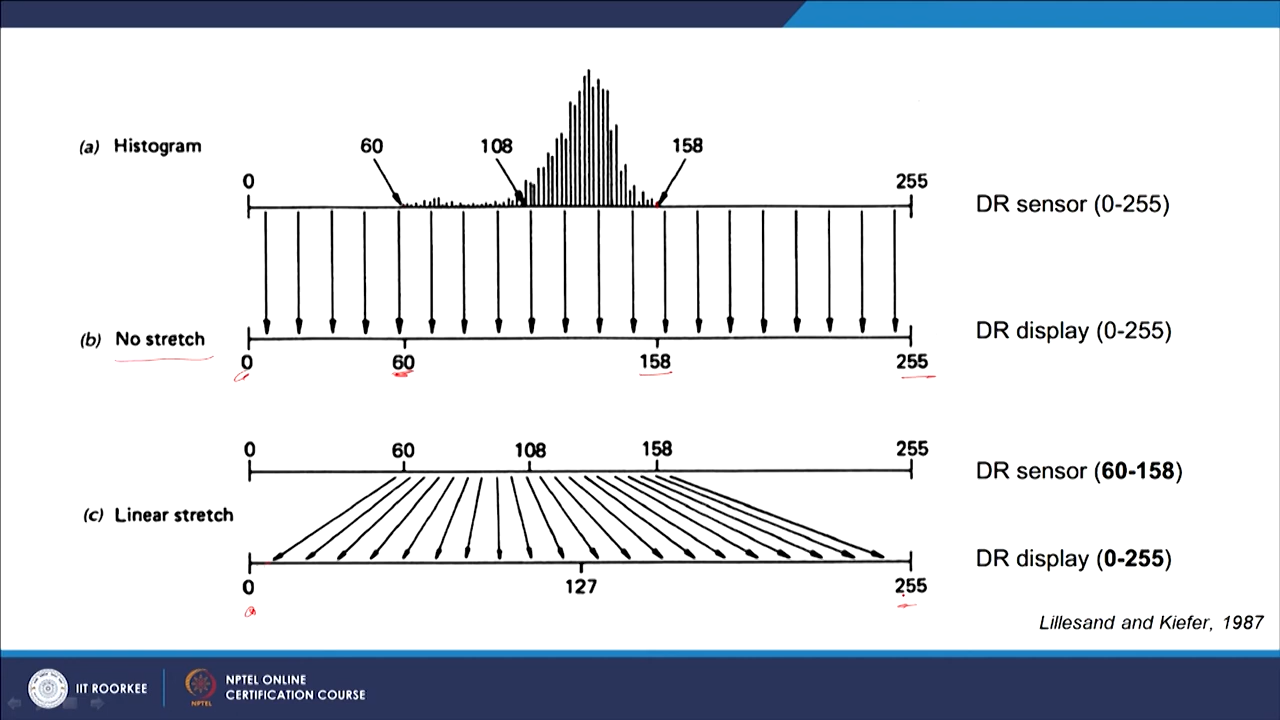 (a) Histogram
60 108 158
0 255
DR sensor (0-255)
(b) No stretch
DR display (0-255)
0 60 158 255
0 60 108 158 255
DR sensor (60-158)
(c) Linear stretch
DR display (0-255)
0 127 255
Lillesand and Kiefer, 1987
IIT ROORKEE
NPTEL
NPTEL ONLINE
CERTIFICATION COURSE